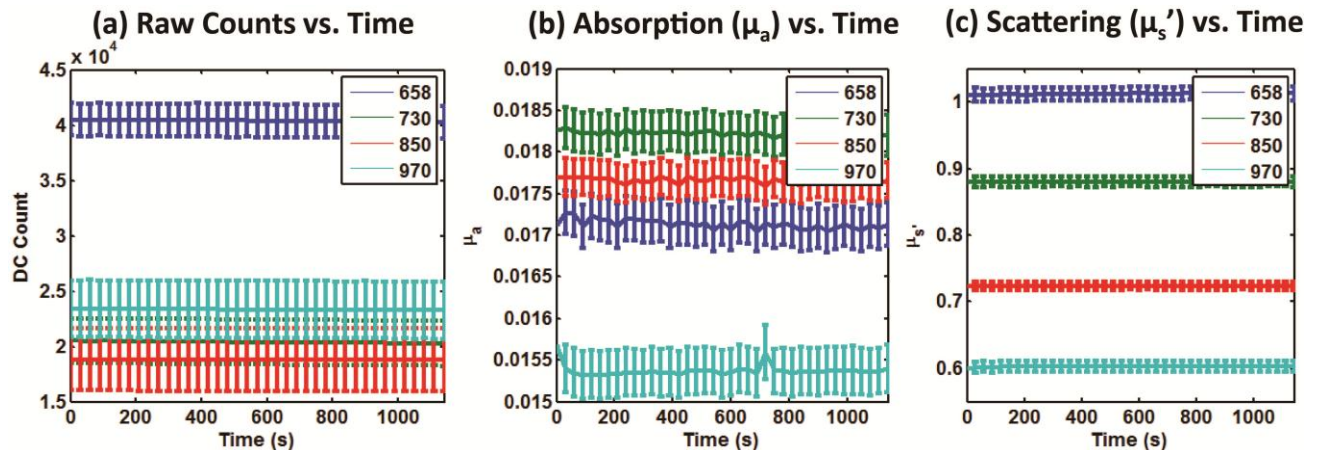 (a) Raw Counts vs. Time
x 10⁴
4.5
4
3.5
3
2.5
2
1.5
DC Count
0 200 400 600 800 1000
Time (s)
658
730
850
970
(b) Absorption (μₐ) vs. Time
0.019
0.0185
0.018
0.0175
0.017
0.0165
0.016
0.0155
0.015
μₐ
0 200 400 600 800 1000
Time (s)
658
730
850
970
(c) Scattering (μₛ’) vs. Time
1
0.9
0.8
0.7
0.6
μₛ'
0 200 400 600 800 1000
Time (s)
658
730
850
970